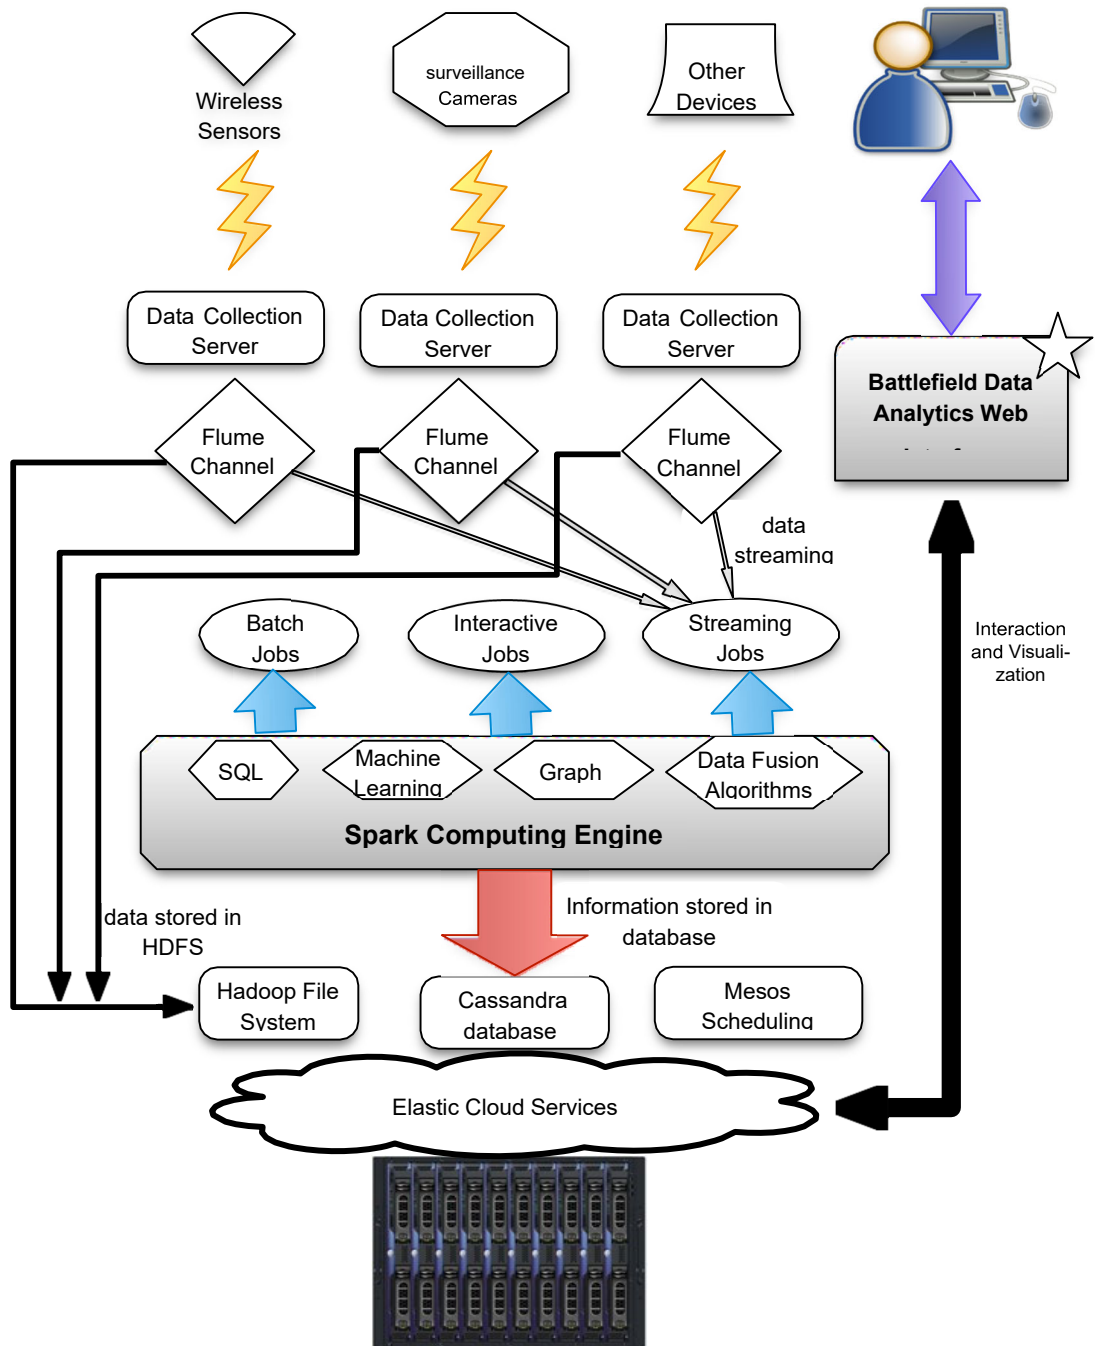 Wireless
Sensors
surveillance
Cameras
Other
Devices
Data Collection
Server
Data Collection
Server
Data Collection
Server
Battlefield Data
Analytics Web
Flume
Channel
Flume
Channel
Flume
Channel
data
streaming
Batch
Jobs
Interactive
Jobs
Streaming
Jobs
Interaction
and Visuali-
zation
SQL
Machine
Learning
Graph
Data Fusion
Algorithms
Spark Computing Engine
data stored in
HDFS
Information stored in
database
Hadoop File
System
Cassandra
database
Mesos
Scheduling
Elastic Cloud Services